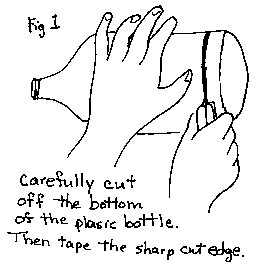 Fig 1
Carefully cut
off the bottom
of the plasic bottle.
Then tape the sharp cut edge.